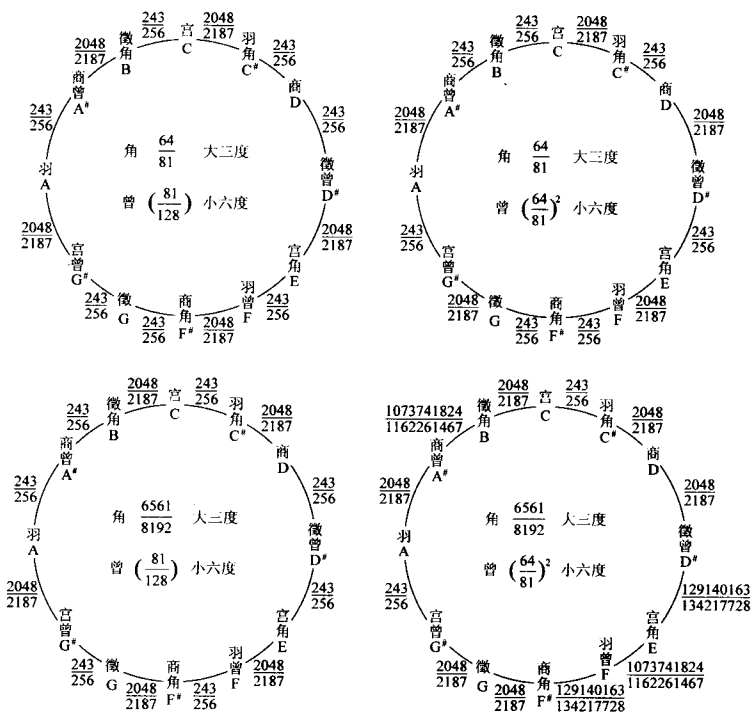 宫 C
2048/2187
羽角 C#
243/256
商 D
243/256
徵曾 D#
2048/2187
宫角 E
243/256
羽曾 F
2048/2187
商角 F#
243/256
徵 G
243/256
宫曾 G#
2048/2187
羽 A
243/256
商曾 A#
2048/2187
徵角 B
243/256
角 64/81 大三度
曾 (81/128) 小六度
宫 C
2048/2187
羽角 C#
243/256
商 D
2048/2187
徵曾 D#
243/256
宫角 E
2048/2187
羽曾 F
243/256
商角 F#
243/256
徵 G
2048/2187
宫曾 G#
243/256
羽 A
2048/2187
商曾 A#
243/256
徵角 B
243/256
角 64/81 大三度
曾 (64/81)² 小六度
宫 C
243/256
羽角 C#
2048/2187
商 D
243/256
徵曾 D#
243/256
宫角 E
2048/2187
羽曾 F
243/256
商角 F#
2048/2187
徵 G
243/256
宫曾 G#
2048/2187
羽 A
243/256
商曾 A#
243/256
徵角 B
2048/2187
角 6561/8192 大三度
曾 (81/128) 小六度
宫 C
243/256
羽角 C#
2048/2187
商 D
2048/2187
徵曾 D#
129140163/134217728
宫角 E
1073741824/1162261467
羽曾 F
129140163/134217728
商角 F#
2048/2187
徵 G
2048/2187
宫曾 G#
243/256
羽 A
2048/2187
商曾 A#
1073741824/1162261467
徵角 B
2048/2187
角 6561/8192 大三度
曾 (64/81)² 小六度